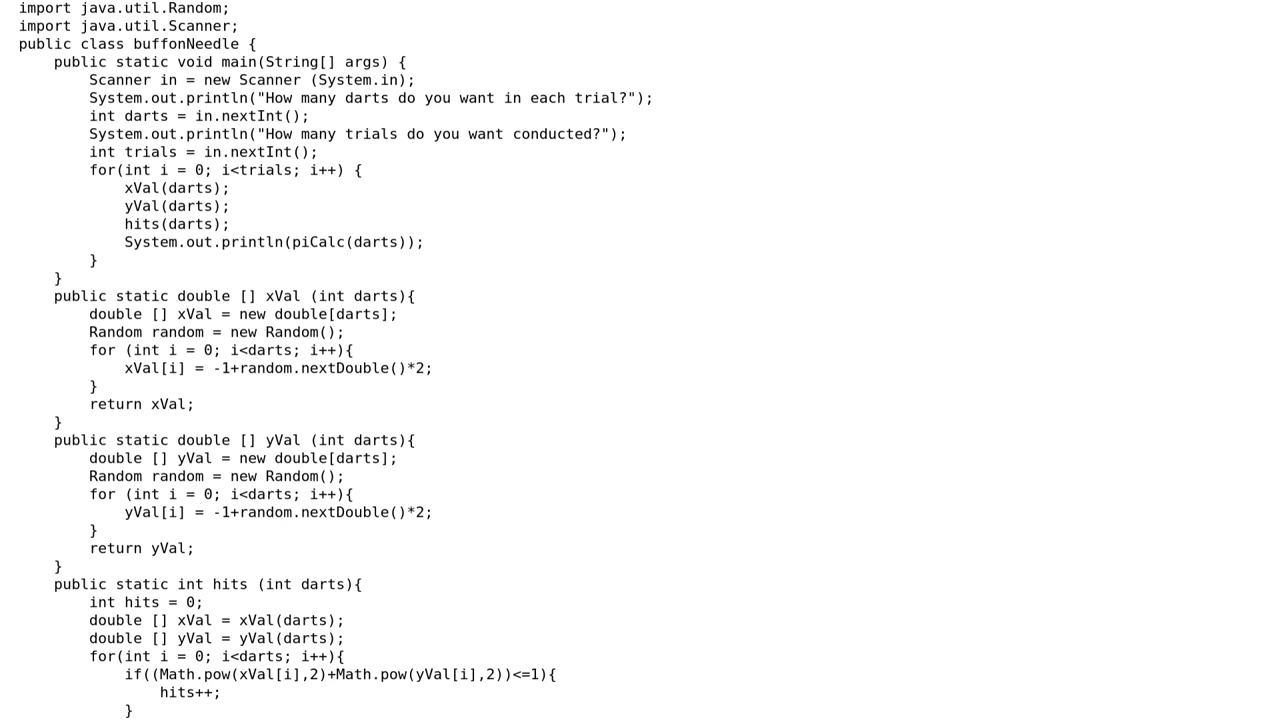 import java.util.Random;
import java.util.Scanner;
public class buffonNeedle {
    public static void main(String[] args) {
        Scanner in = new Scanner (System.in);
        System.out.println("How many darts do you want in each trial?");
        int darts = in.nextInt();
        System.out.println("How many trials do you want conducted?");
        int trials = in.nextInt();
        for(int i = 0; i<trials; i++) {
            xVal(darts);
            yVal(darts);
            hits(darts);
            System.out.println(piCalc(darts));
        }
    }
    public static double [] xVal (int darts){
        double [] xVal = new double[darts];
        Random random = new Random();
        for (int i = 0; i<darts; i++){
            xVal[i] = -1+random.nextDouble()*2;
        }
        return xVal;
    }
    public static double [] yVal (int darts){
        double [] yVal = new double[darts];
        Random random = new Random();
        for (int i = 0; i<darts; i++){
            yVal[i] = -1+random.nextDouble()*2;
        }
        return yVal;
    }
    public static int hits (int darts){
        int hits = 0;
        double [] xVal = xVal(darts);
        double [] yVal = yVal(darts);
        for(int i = 0; i<darts; i++){
            if((Math.pow(xVal[i],2)+Math.pow(yVal[i],2))<=1){
                hits++;
            }